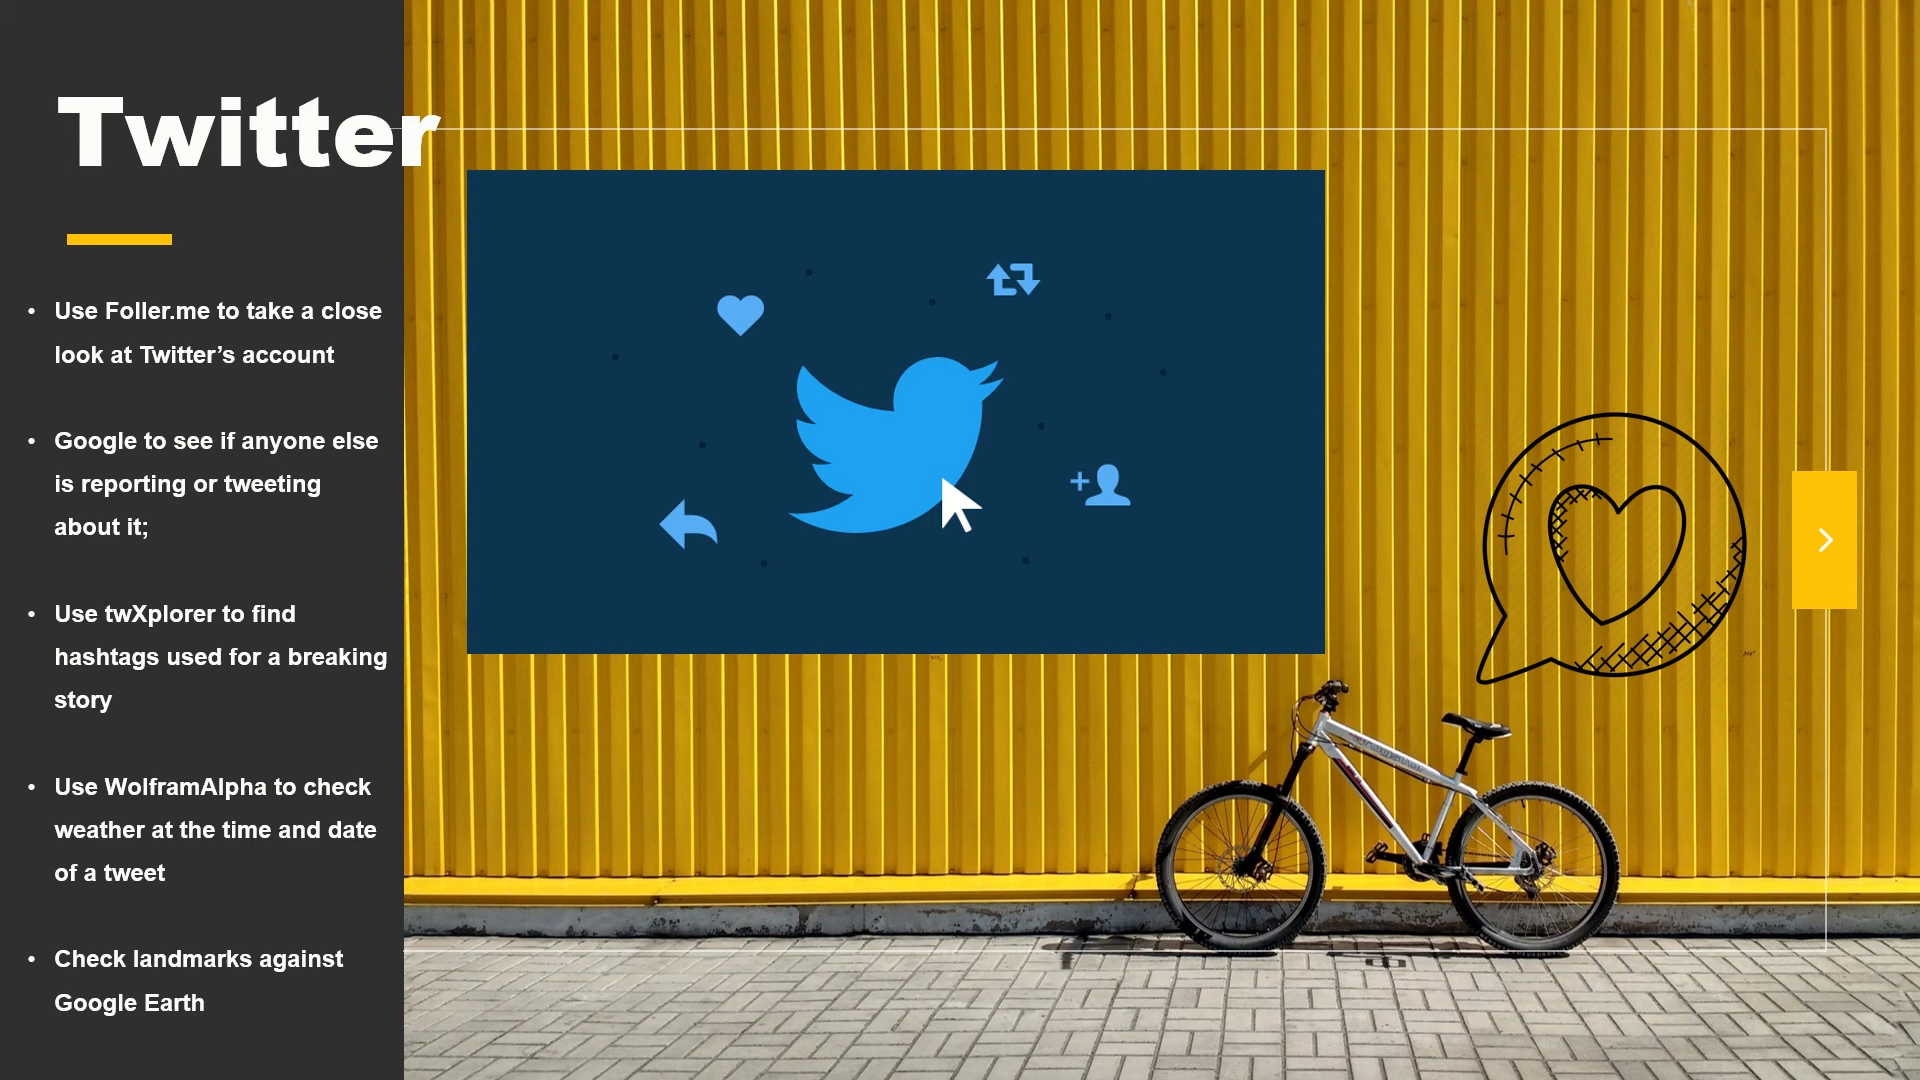 Twitter
• Use Foller.me to take a close
look at Twitter’s account
• Google to see if anyone else
is reporting or tweeting
about it;
• Use twXplorer to find
hashtags used for a breaking
story
• Use WolframAlpha to check
weather at the time and date
of a tweet
• Check landmarks against
Google Earth